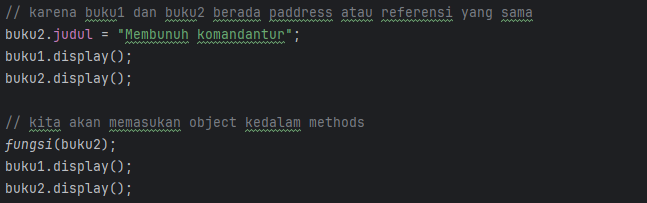 // karena buku1 dan buku2 berada paddress atau referensi yang sama
buku2.judul = "Membunuh komandantur";
buku1.display();
buku2.display();
// kita akan memasukan object kedalam methods
fungsi(buku2);
buku1.display();
buku2.display();